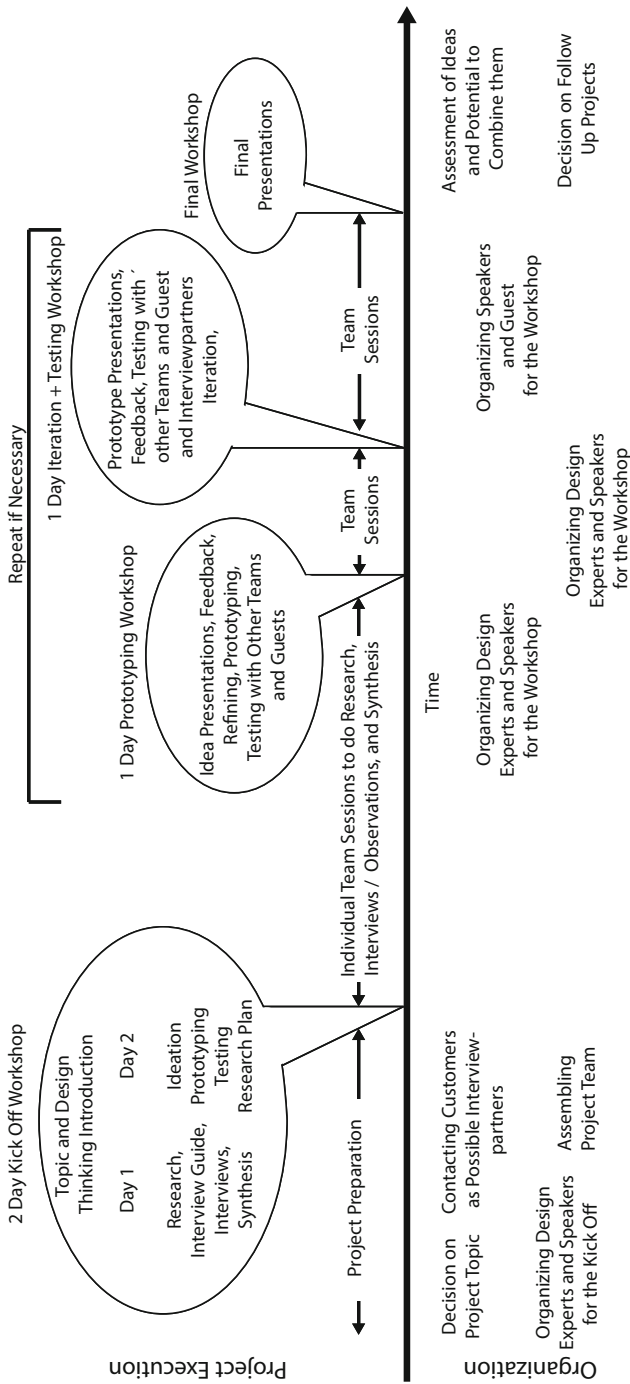 Repeat if Necessary
2 Day Kick Off Workshop
Topic and Design
Thinking Introduction
Day 1
Research,
Interview Guide,
Interviews,
Synthesis
Day 2
Ideation
Prototyping
Testing
Research Plan
1 Day Prototyping Workshop
Idea Presentations, Feedback,
Refining, Prototyping,
Testing with Other Teams
and Guests
1 Day Iteration + Testing Workshop
Prototype Presentations,
Feedback, Testing with ´
other Teams and Guest
and Interviewpartners
Iteration,
Final Workshop
Final
Presentations
Project Execution
Project Preparation
Individual Team Sessions to do Research,
Interviews / Observations, and Synthesis
Team
Sessions
Team
Sessions
Time
Organization
Decision on
Project Topic
Contacting Customers
as Possible Interview-
partners
Organizing Design
Experts and Speakers
for the Kick Off
Assembling
Project Team
Organizing Design
Experts and Speakers
for the Workshop
Organizing Design
Experts and Speakers
for the Workshop
Organizing Speakers
and Guest
for the Workshop
Assessment of Ideas
and Potential to
Combine them
Decision on Follow
Up Projects